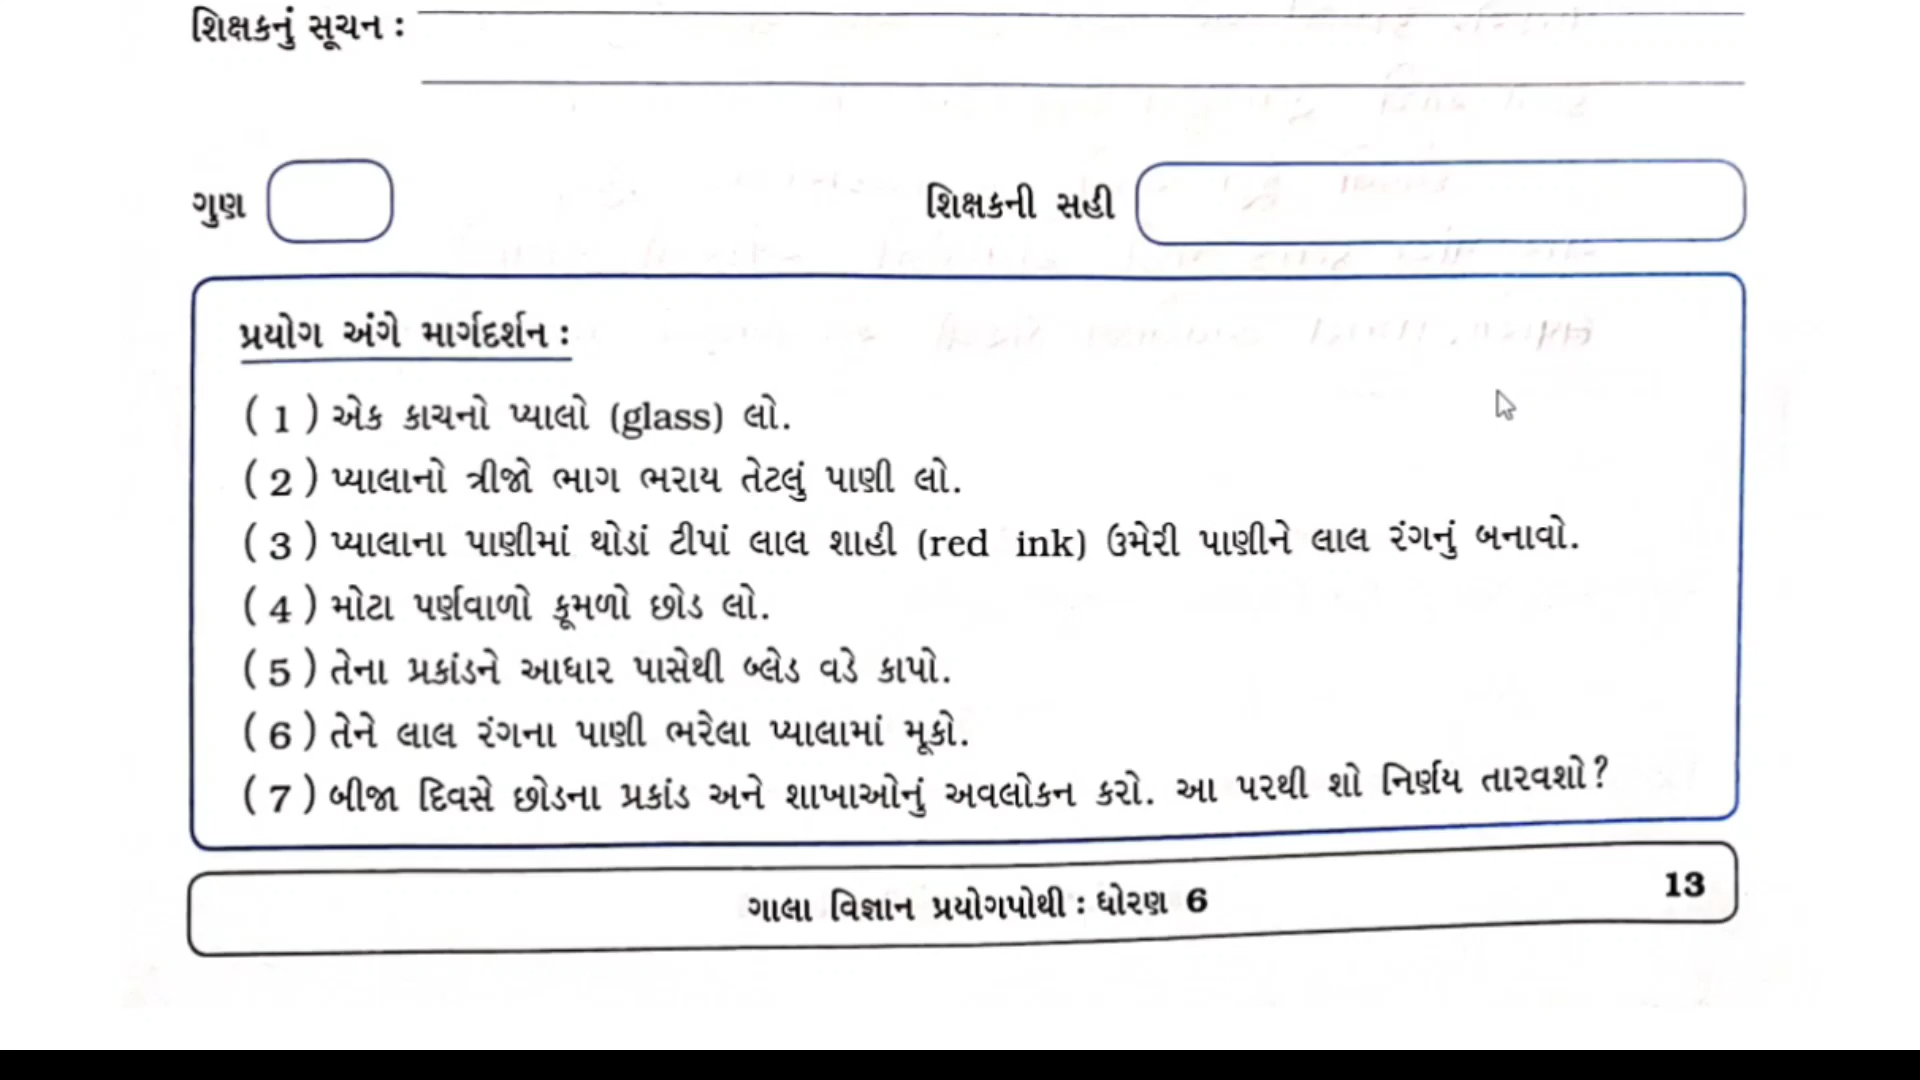 શિક્ષકનું સૂચન :
ગુણ શિક્ષકની સહી
પ્રયોગ અંગે માર્ગદર્શન :
( 1 ) એક કાચનો પ્યાલો (glass) લો.
( 2 ) પ્યાલાનો ત્રીજો ભાગ ભરાય તેટલું પાણી લો.
( 3 ) પ્યાલાના પાણીમાં થોડાં ટીપાં લાલ શાહી (red ink) ઉમેરી પાણીને લાલ રંગનું બનાવો.
( 4 ) મોટા પર્ણવાળો કૂમળો છોડ લો.
( 5 ) તેના પ્રકાંડને આધાર પાસેથી બ્લેડ વડે કાપો.
( 6 ) તેને લાલ રંગના પાણી ભરેલા પ્યાલામાં મૂકો.
( 7 ) બીજા દિવસે છોડના પ્રકાંડ અને શાખાઓનું અવલોકન કરો. આ પરથી શો નિર્ણય તારવશો?
ગાલા વિજ્ઞાન પ્રયોગપોથી : ધોરણ 6 13